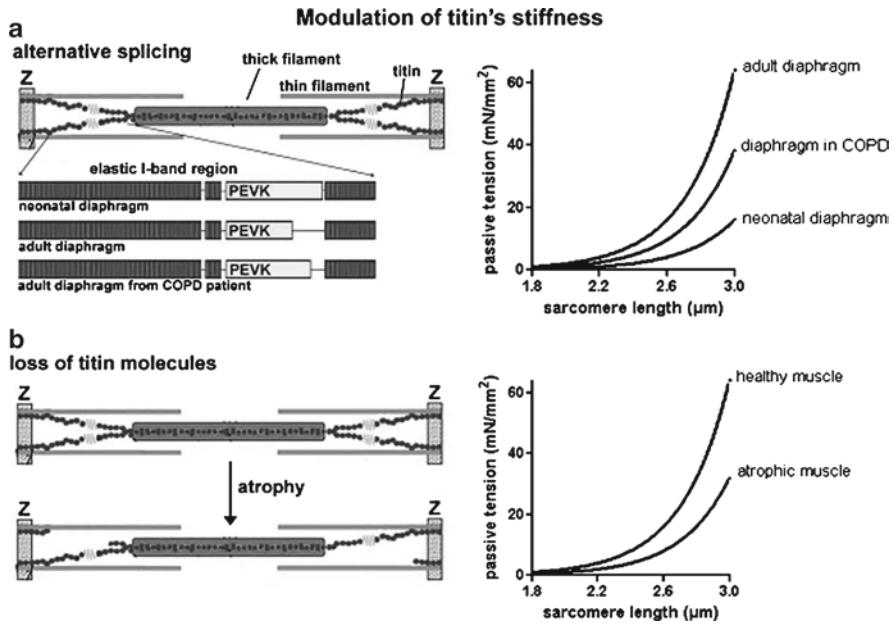 Modulation of titin's stiffness
a
alternative splicing
Z
thick filament
thin filament
titin
Z
elastic I-band region
PEVK
neonatal diaphragm
PEVK
adult diaphragm
PEVK
adult diaphragm from COPD patient
passive tension (mN/mm²)
60
40
20
0
1.8
2.2
2.6
3.0
sarcomere length (µm)
adult diaphragm
diaphragm in COPD
neonatal diaphragm
b
loss of titin molecules
Z
Z
atrophy
Z
Z
passive tension (mN/mm²)
60
40
20
0
1.8
2.2
2.6
3.0
sarcomere length (µm)
healthy muscle
atrophic muscle